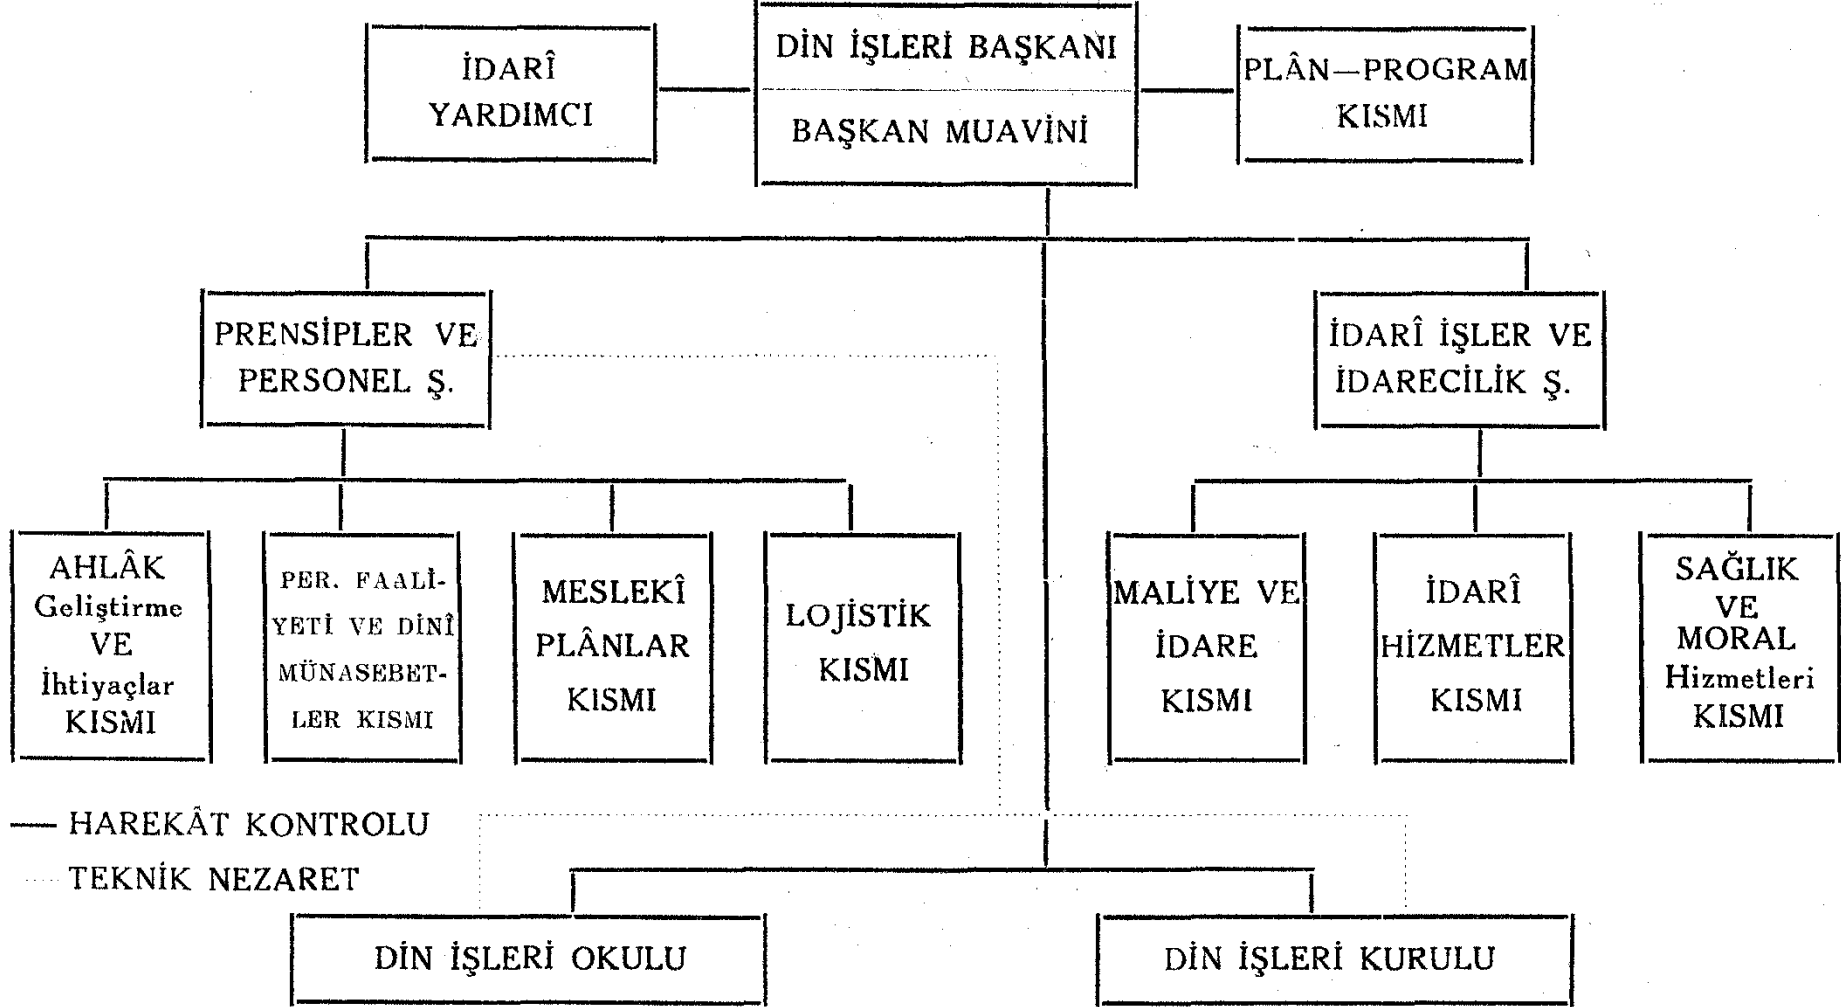 İDARÎ
YARDIMCI
DİN İŞLERİ BAŞKANI
BAŞKAN MUAVİNİ
PLÂN—PROGRAM
KISMI
PRENSİPLER VE
PERSONEL Ş.
İDARÎ İŞLER VE
İDARECİLİK Ş.
AHLÂK
Geliştirme
VE
İhtiyaçlar
KISMI
PER. FAALİ-
YETİ VE DİNÎ
MÜNASEBET-
LER KISMI
MESLEKÎ
PLÂNLAR
KISMI
LOJİSTİK
KISMI
MALİYE VE
İDARE
KISMI
İDARÎ
HİZMETLER
KISMI
SAĞLIK
VE
MORAL
Hizmetleri
KISMI
— HAREKÂT KONTROLU
..... TEKNİK NEZARET
DİN İŞLERİ OKULU
DİN İŞLERİ KURULU